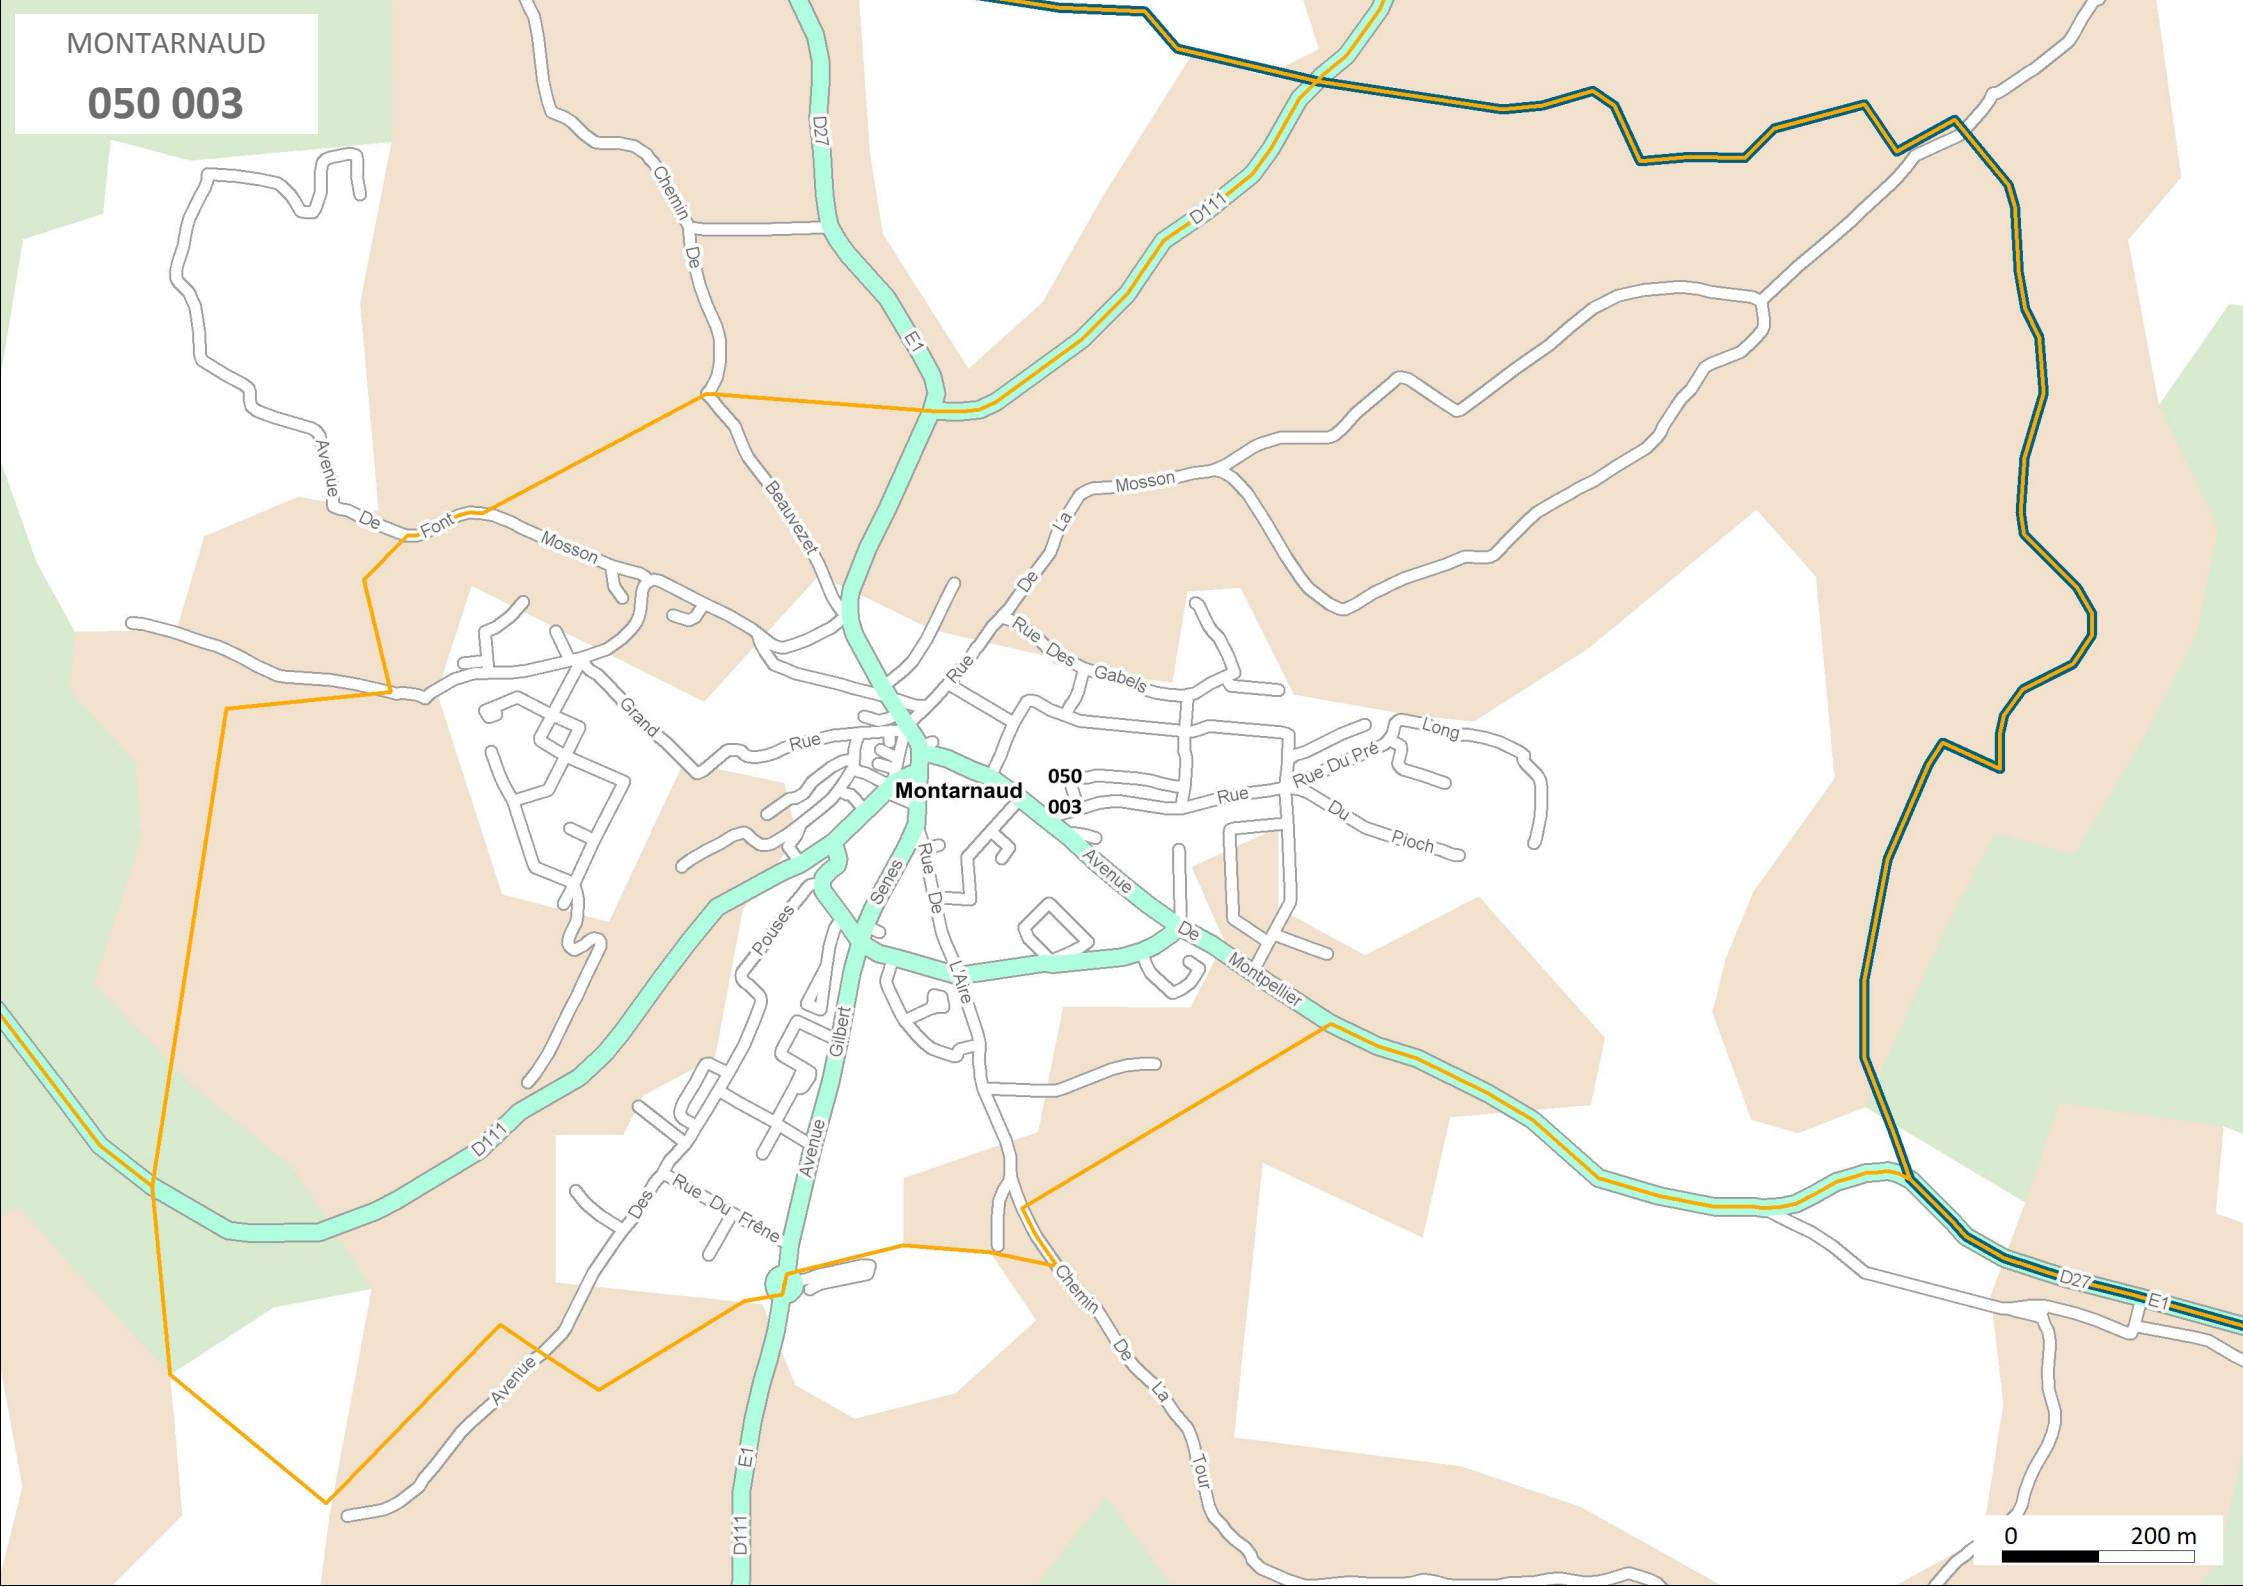 MONTARNAUD
050 003
D27
Chemin
De
Beauvezet
D111
E1
Avenue
De
Font
Mosson
Rue
De
La
Mosson
Rue Des
Gabels
Grand
Rue
Long
Rue Du Pré
Rue
Du
Pioch
Montarnaud
050
003
Avenue
De
Montpellier
Senes
Gilbert
Avenue
Rue De
L'Aire
Pouses
Des
Avenue
Rue Du Frêne
D111
Chemin
De
La
Tour
E1
D111
D27
E1
0 200 m